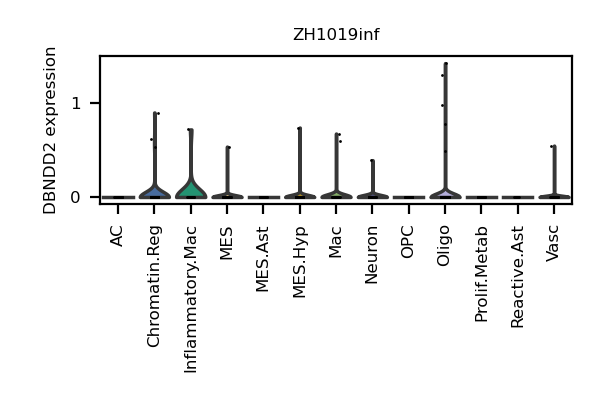 ZH1019inf
DBNDD2 expression
1
0
AC
Chromatin.Reg
Inflammatory.Mac
MES
MES.Ast
MES.Hyp
Mac
Neuron
OPC
Oligo
Prolif.Metab
Reactive.Ast
Vasc